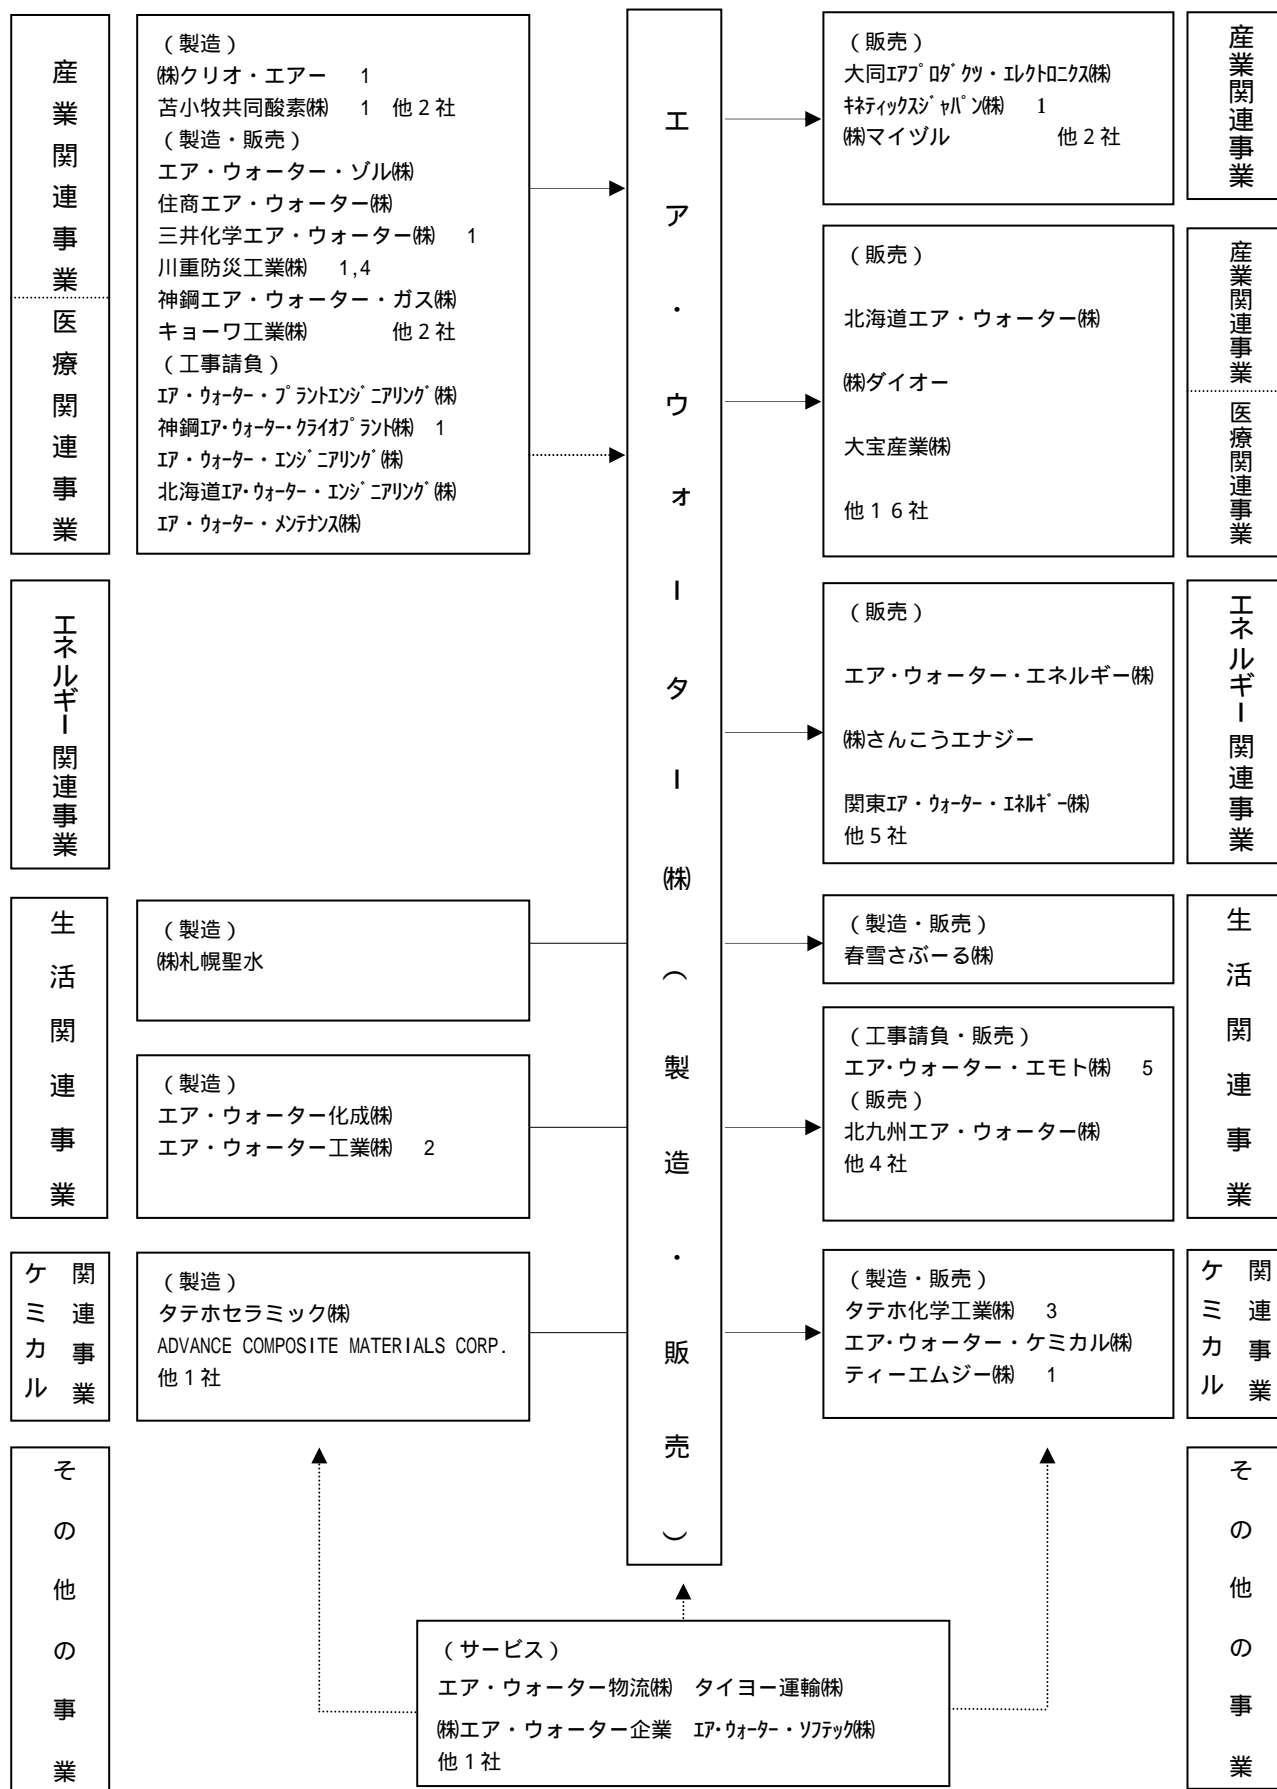 産業関連事業
医療関連事業
（製造）
㈱クリオ・エアー　1
苫小牧共同酸素㈱　1　他2社
（製造・販売）
エア・ウォーター・ゾル㈱
住商エア・ウォーター㈱
三井化学エア・ウォーター㈱　1
川重防災工業㈱　1,4
神鋼エア・ウォーター・ガス㈱
キョーワ工業㈱　　　他2社
（工事請負）
ｴｱ・ｳｫｰﾀｰ・ﾌﾟﾗﾝﾄｴﾝｼﾞﾆｱﾘﾝｸﾞ㈱
神鋼ｴｱ･ｳｫｰﾀｰ･ｸﾗｲｵﾌﾟﾗﾝﾄ㈱　1
ｴｱ・ｳｫｰﾀｰ・ｴﾝｼﾞﾆｱﾘﾝｸﾞ㈱
北海道ｴｱ･ｳｫｰﾀｰ・ｴﾝｼﾞﾆｱﾘﾝｸﾞ㈱
ｴｱ・ｳｫｰﾀｰ・ﾒﾝﾃﾅﾝｽ㈱
エネルギー関連事業
生活関連事業
（製造）
㈱札幌聖水
（製造）
エア・ウォーター化成㈱
エア・ウォーター工業㈱　2
ケミカル
関連事業
（製造）
タテホセラミック㈱
ADVANCE COMPOSITE MATERIALS CORP.
他1社
その他の事業
エア・ウォーター㈱（製造・販売）
（販売）
大同ｴｱﾌﾟﾛﾀﾞｸﾂ・ｴﾚｸﾄﾛﾆｸｽ㈱
ｷﾈﾃｨｯｸｽｼﾞｬﾊﾟﾝ㈱　1
㈱マイヅル　　　　　他2社
産業関連事業
（販売）
北海道エア・ウォーター㈱
㈱ダイオー
大宝産業㈱
他16社
産業関連事業
医療関連事業
（販売）
エア・ウォーター・エネルギー㈱
㈱さんこうエナジー
関東ｴｱ・ｳｫｰﾀｰ・ｴﾈﾙｷﾞｰ㈱
他5社
エネルギー関連事業
（製造・販売）
春雪さぶーる㈱
（工事請負・販売）
エア･ウォーター・エモト㈱　5
（販売）
北九州エア・ウォーター㈱
他4社
生活関連事業
（製造・販売）
タテホ化学工業㈱　3
エア･ウォーター・ケミカル㈱
ティーエムジー㈱　1
ケミカル
関連事業
その他の事業
（サービス）
エア・ウォーター物流㈱　タイヨー運輸㈱
㈱エア・ウォーター企業　ｴｱ･ｳｫｰﾀｰ・ｿﾌﾃｯｸ㈱
他1社